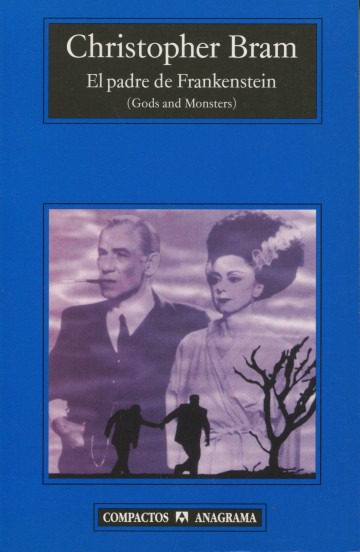 Christopher Bram
El padre de Frankenstein
(Gods and Monsters)
COMPACTOS ANAGRAMA